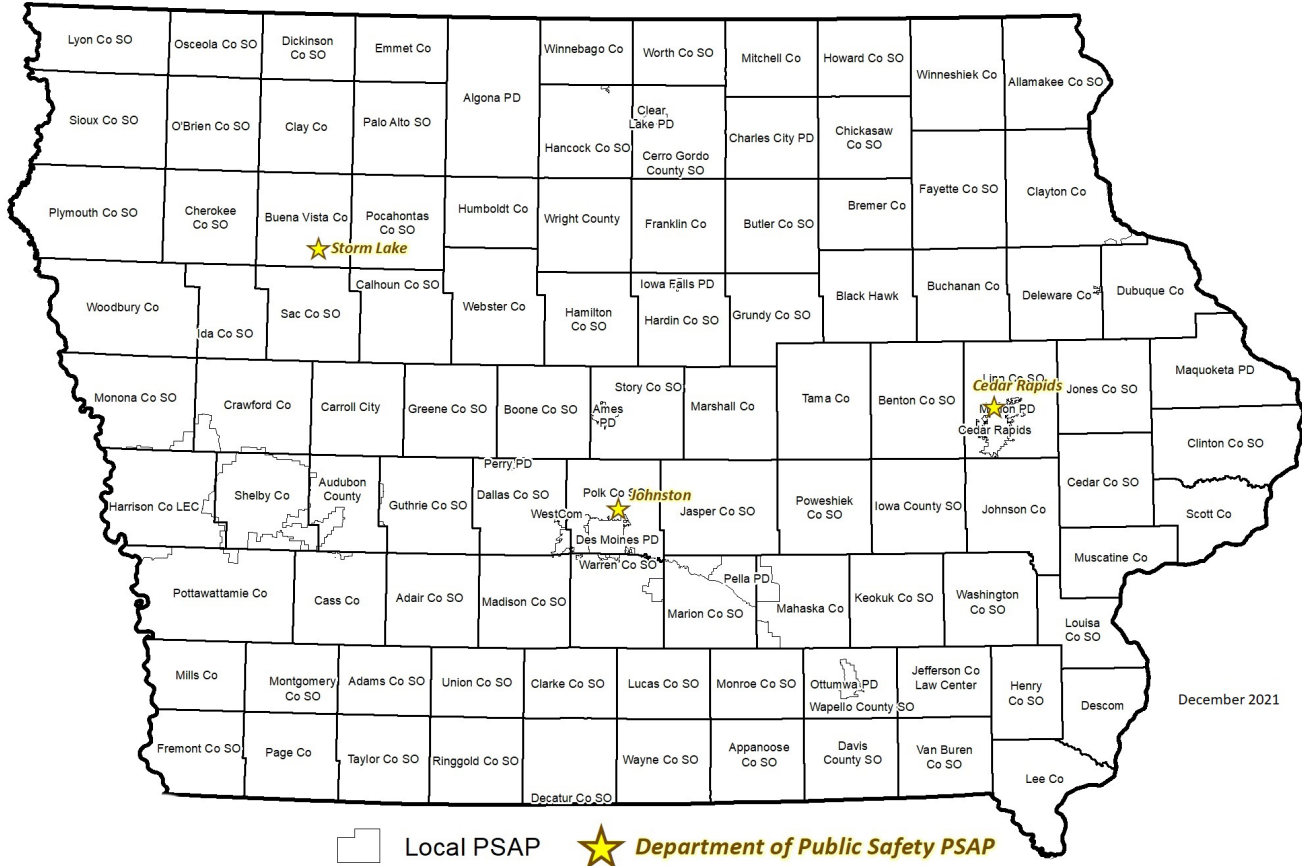 Lyon Co SO
Osceola Co SO
Dickinson
Co SO
Emmet Co
Winnebago Co
Worth Co SO
Mitchell Co
Howard Co SO
Winneshiek Co
Allamakee Co SO
Algona PD
Sioux Co SO
O'Brien Co SO
Clay Co
Palo Alto SO
Hancock Co SO
Clear
Lake PD
Cerro Gordo
County SO
Charles City PD
Chickasaw
Co SO
Fayette Co SO
Clayton Co
Plymouth Co SO
Cherokee
Co SO
Buena Vista Co
Pocahontas
Co SO
Storm Lake
Humboldt Co
Wright County
Franklin Co
Butler Co SO
Bremer Co
Woodbury Co
Ida Co SO
Sac Co SO
Calhoun Co SO
Webster Co
Hamilton
Co SO
Iowa Falls PD
Hardin Co SO
Grundy Co SO
Black Hawk
Buchanan Co
Deleware Co
Dubuque Co
Monona Co SO
Crawford Co
Carroll City
Greene Co SO
Boone Co SO
Story Co SO
Ames
PD
Marshall Co
Tama Co
Benton Co SO
Linn Co SO
Cedar Rapids
Marion PD
Cedar Rapids
Jones Co SO
Maquoketa PD
Clinton Co SO
Harrison Co LEC
Shelby Co
Audubon
County
Guthrie Co SO
Perry PD
Dallas Co SO
WestCom
Polk Co SO
Johnston
Des Moines PD
Jasper Co SO
Poweshiek
Co SO
Iowa County SO
Johnson Co
Cedar Co SO
Scott Co
Muscatine Co
Pottawattamie Co
Cass Co
Adair Co SO
Madison Co SO
Warren Co SO
Marion Co SO
Pella PD
Mahaska Co
Keokuk Co SO
Washington
Co SO
Louisa
Co SO
Mills Co
Montgomery
Co SO
Adams Co SO
Union Co SO
Clarke Co SO
Lucas Co SO
Monroe Co SO
Ottumwa PD
Wapello County SO
Jefferson Co
Law Center
Henry
Co SO
Descom
December 2021
Fremont Co SO
Page Co
Taylor Co SO
Ringgold Co SO
Decatur Co SO
Wayne Co SO
Appanoose
Co SO
Davis
County SO
Van Buren
Co SO
Lee Co
Local PSAP
Department of Public Safety PSAP